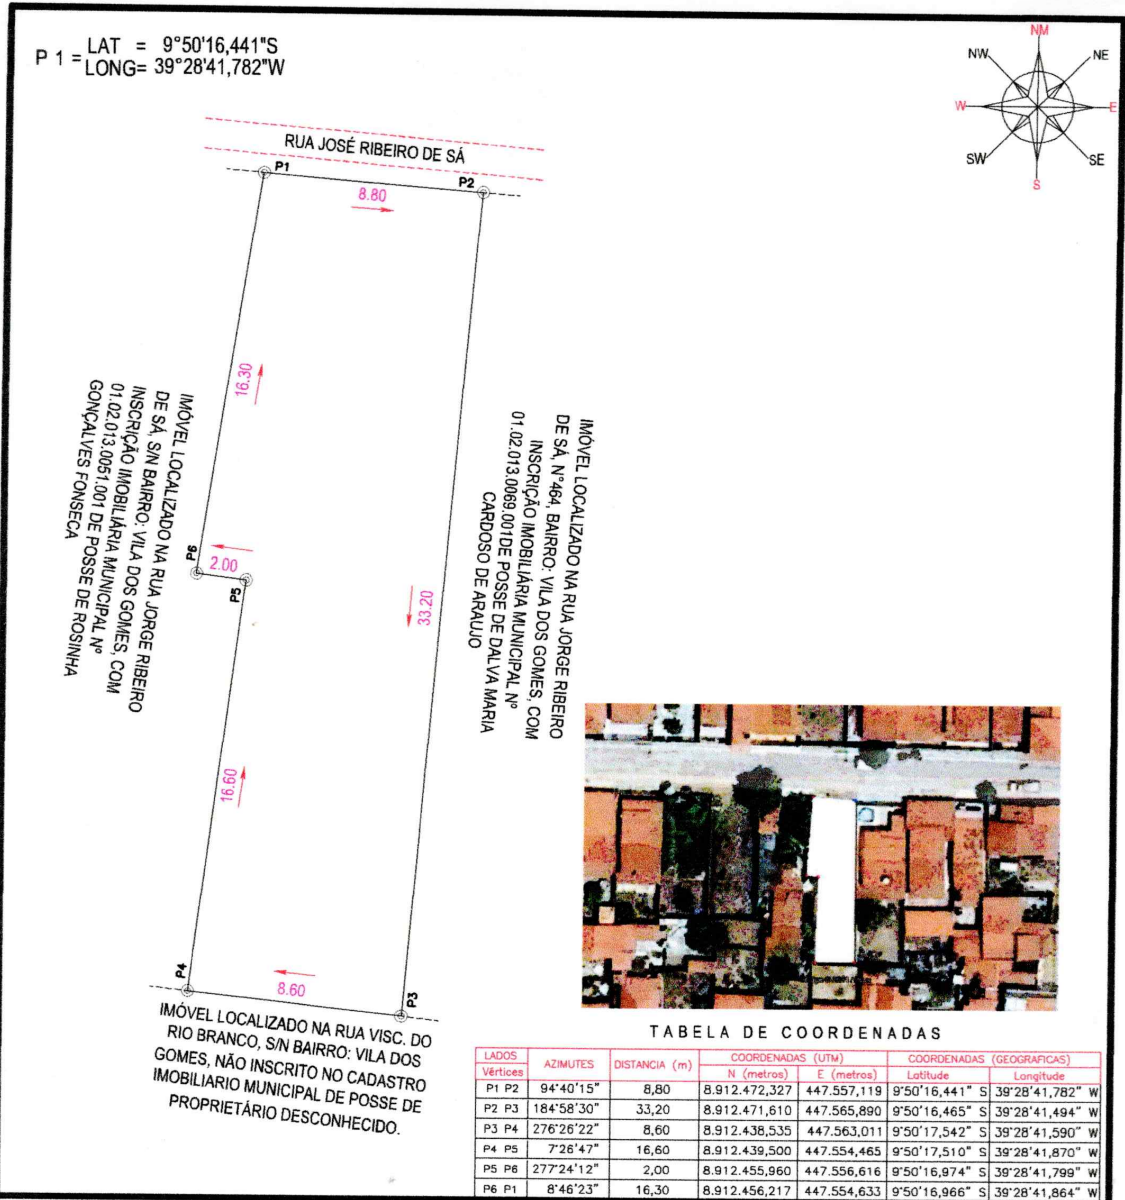 P 1 = LAT = 9°50'16,441"S
LONG= 39°28'41,782"W
NM
NW
NE
W
E
SW
SE
S
RUA JOSÉ RIBEIRO DE SÁ
P1
P2
8.80
16.30
IMÓVEL LOCALIZADO NA RUA JORGE RIBEIRO
DE SÁ, S/N BAIRRO: VILA DOS GOMES, COM
INSCRIÇÃO IMOBILIÁRIA MUNICIPAL Nº
01.02.013.0051.001 DE POSSE DE ROSINHA
GONÇALVES FONSECA
P6
2.00
P5
33.20
IMÓVEL LOCALIZADO NA RUA JORGE RIBEIRO
DE SÁ, N°464, BAIRRO: VILA DOS GOMES, COM
INSCRIÇÃO IMOBILIÁRIA MUNICIPAL Nº
01.02.013.0069.001DE POSSE DE DALVA MARIA
CARDOSO DE ARAUJO
16.60
P4
8.60
P3
IMÓVEL LOCALIZADO NA RUA VISC. DO
RIO BRANCO, S/N BAIRRO: VILA DOS
GOMES, NÃO INSCRITO NO CADASTRO
IMOBILIARIO MUNICIPAL DE POSSE DE
PROPRIETÁRIO DESCONHECIDO.
TABELA DE COORDENADAS
LADOS AZIMUTES DISTANCIA (m) COORDENADAS (UTM) COORDENADAS (GEOGRAFICAS)
Vértices N (metros) E (metros) Latitude Longitude
P1 P2 94°40'15" 8,80 8.912.472,327 447.557,119 9°50'16,441" S 39°28'41,782" W
P2 P3 184°58'30" 33,20 8.912.471,610 447.565,890 9°50'16,465" S 39°28'41,494" W
P3 P4 276°26'22" 8,60 8.912.438,535 447.563,011 9°50'17,542" S 39°28'41,590" W
P4 P5 7°26'47" 16,60 8.912.439,500 447.554,465 9°50'17,510" S 39°28'41,870" W
P5 P6 277°24'12" 2,00 8.912.455,960 447.556,616 9°50'16,974" S 39°28'41,799" W
P6 P1 8°46'23" 16,30 8.912.456,217 447.554,633 9°50'16,966" S 39°28'41,864" W